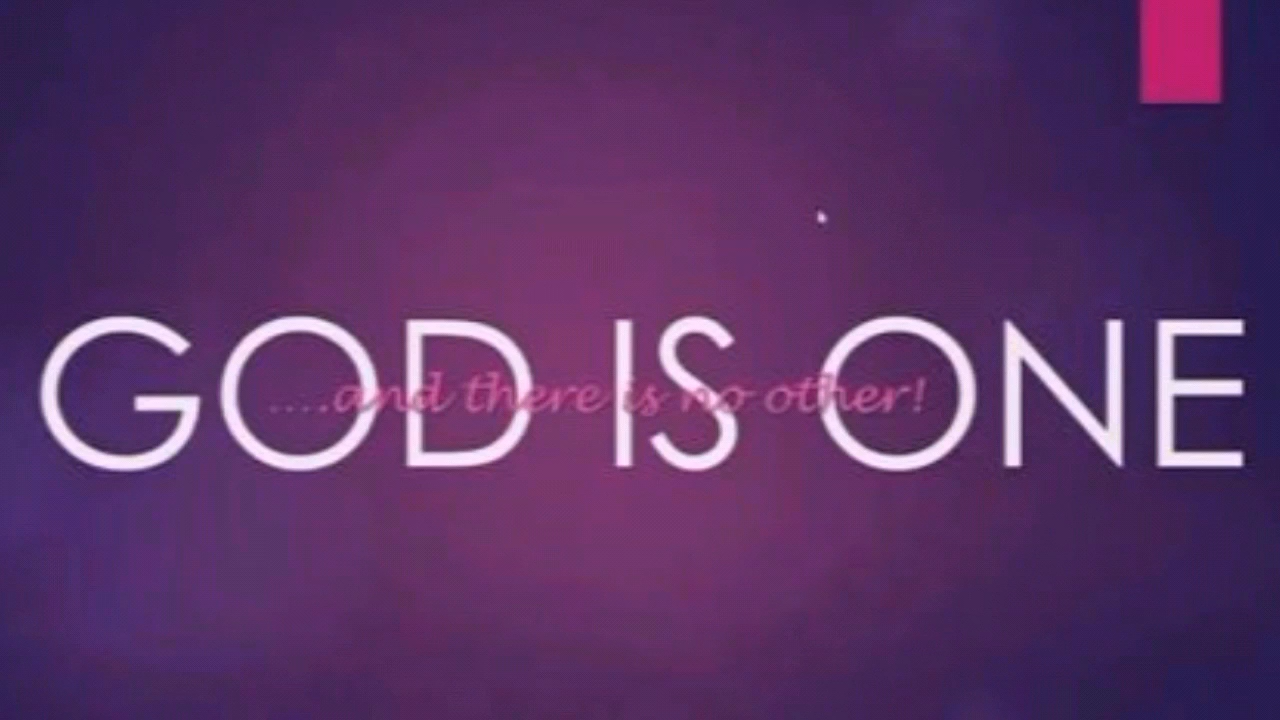 GOD IS ONE
....and there is no other!